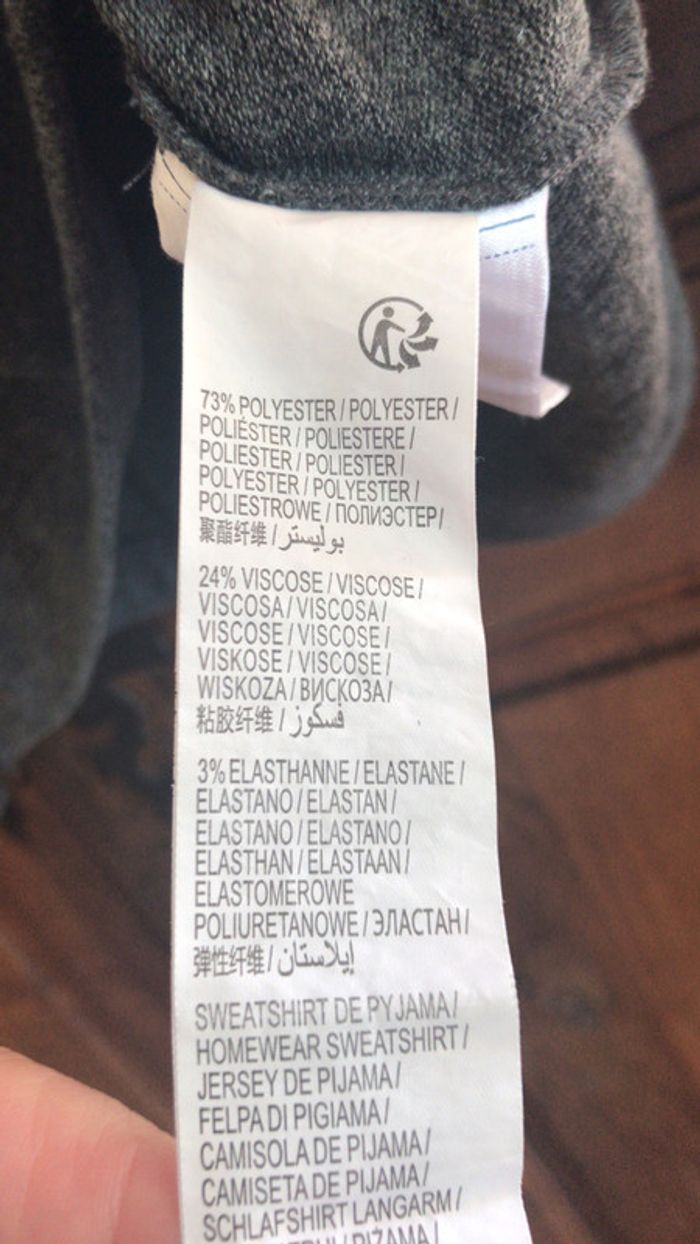 73% POLYESTER / POLYESTER /
POLIÉSTER / POLIESTERE /
POLIESTER / POLIESTER /
POLYESTER / POLYESTER /
POLIESTROWE / ПОЛИЭСТЕР /
聚酯纤维 / بوليستر
24% VISCOSE / VISCOSE /
VISCOSA / VISCOSA /
VISCOSE / VISCOSE /
VISKOSE / VISCOSE /
WISKOZA / ВИСКОЗА /
粘胶纤维 / فسكوز
3% ELASTHANNE / ELASTANE /
ELASTANO / ELASTAN /
ELASTANO / ELASTANO /
ELASTHAN / ELASTAAN /
ELASTOMEROWE
POLIURETANOWE / ЭЛАСТАН /
弹性纤维 / إيلاستان
SWEATSHIRT DE PYJAMA /
HOMEWEAR SWEATSHIRT /
JERSEY DE PIJAMA /
FELPA DI PIGIAMA /
CAMISOLA DE PIJAMA /
CAMISETA DE PIJAMA /
SCHLAFSHIRT LANGARM /